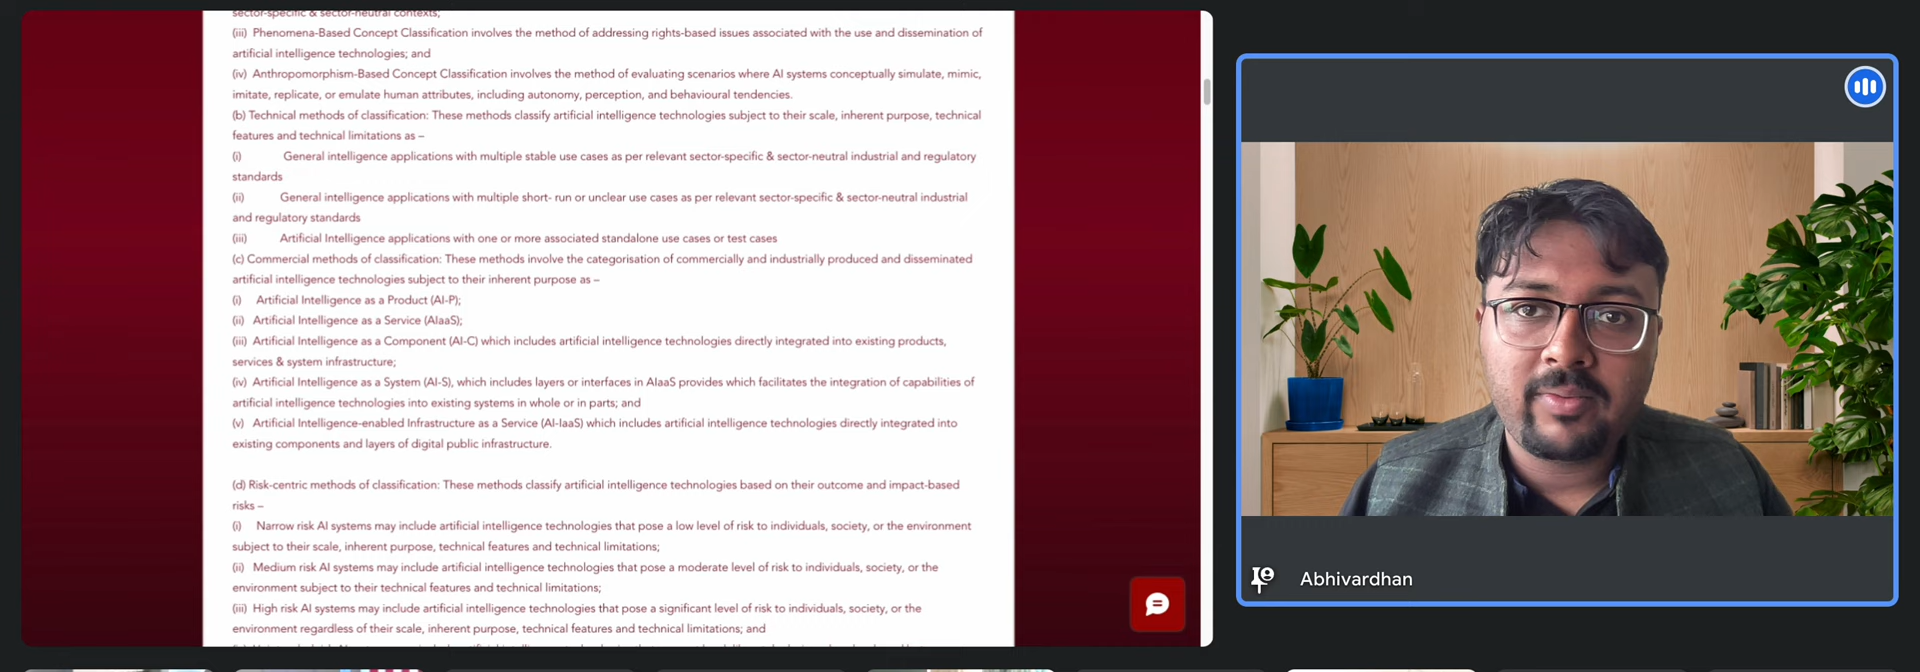 sector-specific & sector-neutral contexts;
(iii) Phenomena-Based Concept Classification involves the method of addressing rights-based issues associated with the use and dissemination of
artificial intelligence technologies; and
(iv) Anthropomorphism-Based Concept Classification involves the method of evaluating scenarios where AI systems conceptually simulate, mimic,
imitate, replicate, or emulate human attributes, including autonomy, perception, and behavioural tendencies.
(b) Technical methods of classification: These methods classify artificial intelligence technologies subject to their scale, inherent purpose, technical
features and technical limitations as –
(i) General intelligence applications with multiple stable use cases as per relevant sector-specific & sector-neutral industrial and regulatory
standards
(ii) General intelligence applications with multiple short- run or unclear use cases as per relevant sector-specific & sector-neutral industrial
and regulatory standards
(iii) Artificial Intelligence applications with one or more associated standalone use cases or test cases
(c) Commercial methods of classification: These methods involve the categorisation of commercially and industrially produced and disseminated
artificial intelligence technologies subject to their inherent purpose as –
(i) Artificial Intelligence as a Product (AI-P);
(ii) Artificial Intelligence as a Service (AIaaS);
(iii) Artificial Intelligence as a Component (AI-C) which includes artificial intelligence technologies directly integrated into existing products,
services & system infrastructure;
(iv) Artificial Intelligence as a System (AI-S), which includes layers or interfaces in AIaaS provides which facilitates the integration of capabilities of
artificial intelligence technologies into existing systems in whole or in parts; and
(v) Artificial Intelligence-enabled Infrastructure as a Service (AI-IaaS) which includes artificial intelligence technologies directly integrated into
existing components and layers of digital public infrastructure.
(d) Risk-centric methods of classification: These methods classify artificial intelligence technologies based on their outcome and impact-based
risks –
(i) Narrow risk AI systems may include artificial intelligence technologies that pose a low level of risk to individuals, society, or the environment
subject to their scale, inherent purpose, technical features and technical limitations;
(ii) Medium risk AI systems may include artificial intelligence technologies that pose a moderate level of risk to individuals, society, or the
environment subject to their technical features and technical limitations;
(iii) High risk AI systems may include artificial intelligence technologies that pose a significant level of risk to individuals, society, or the
environment regardless of their scale, inherent purpose, technical features and technical limitations; and
Abhivardhan